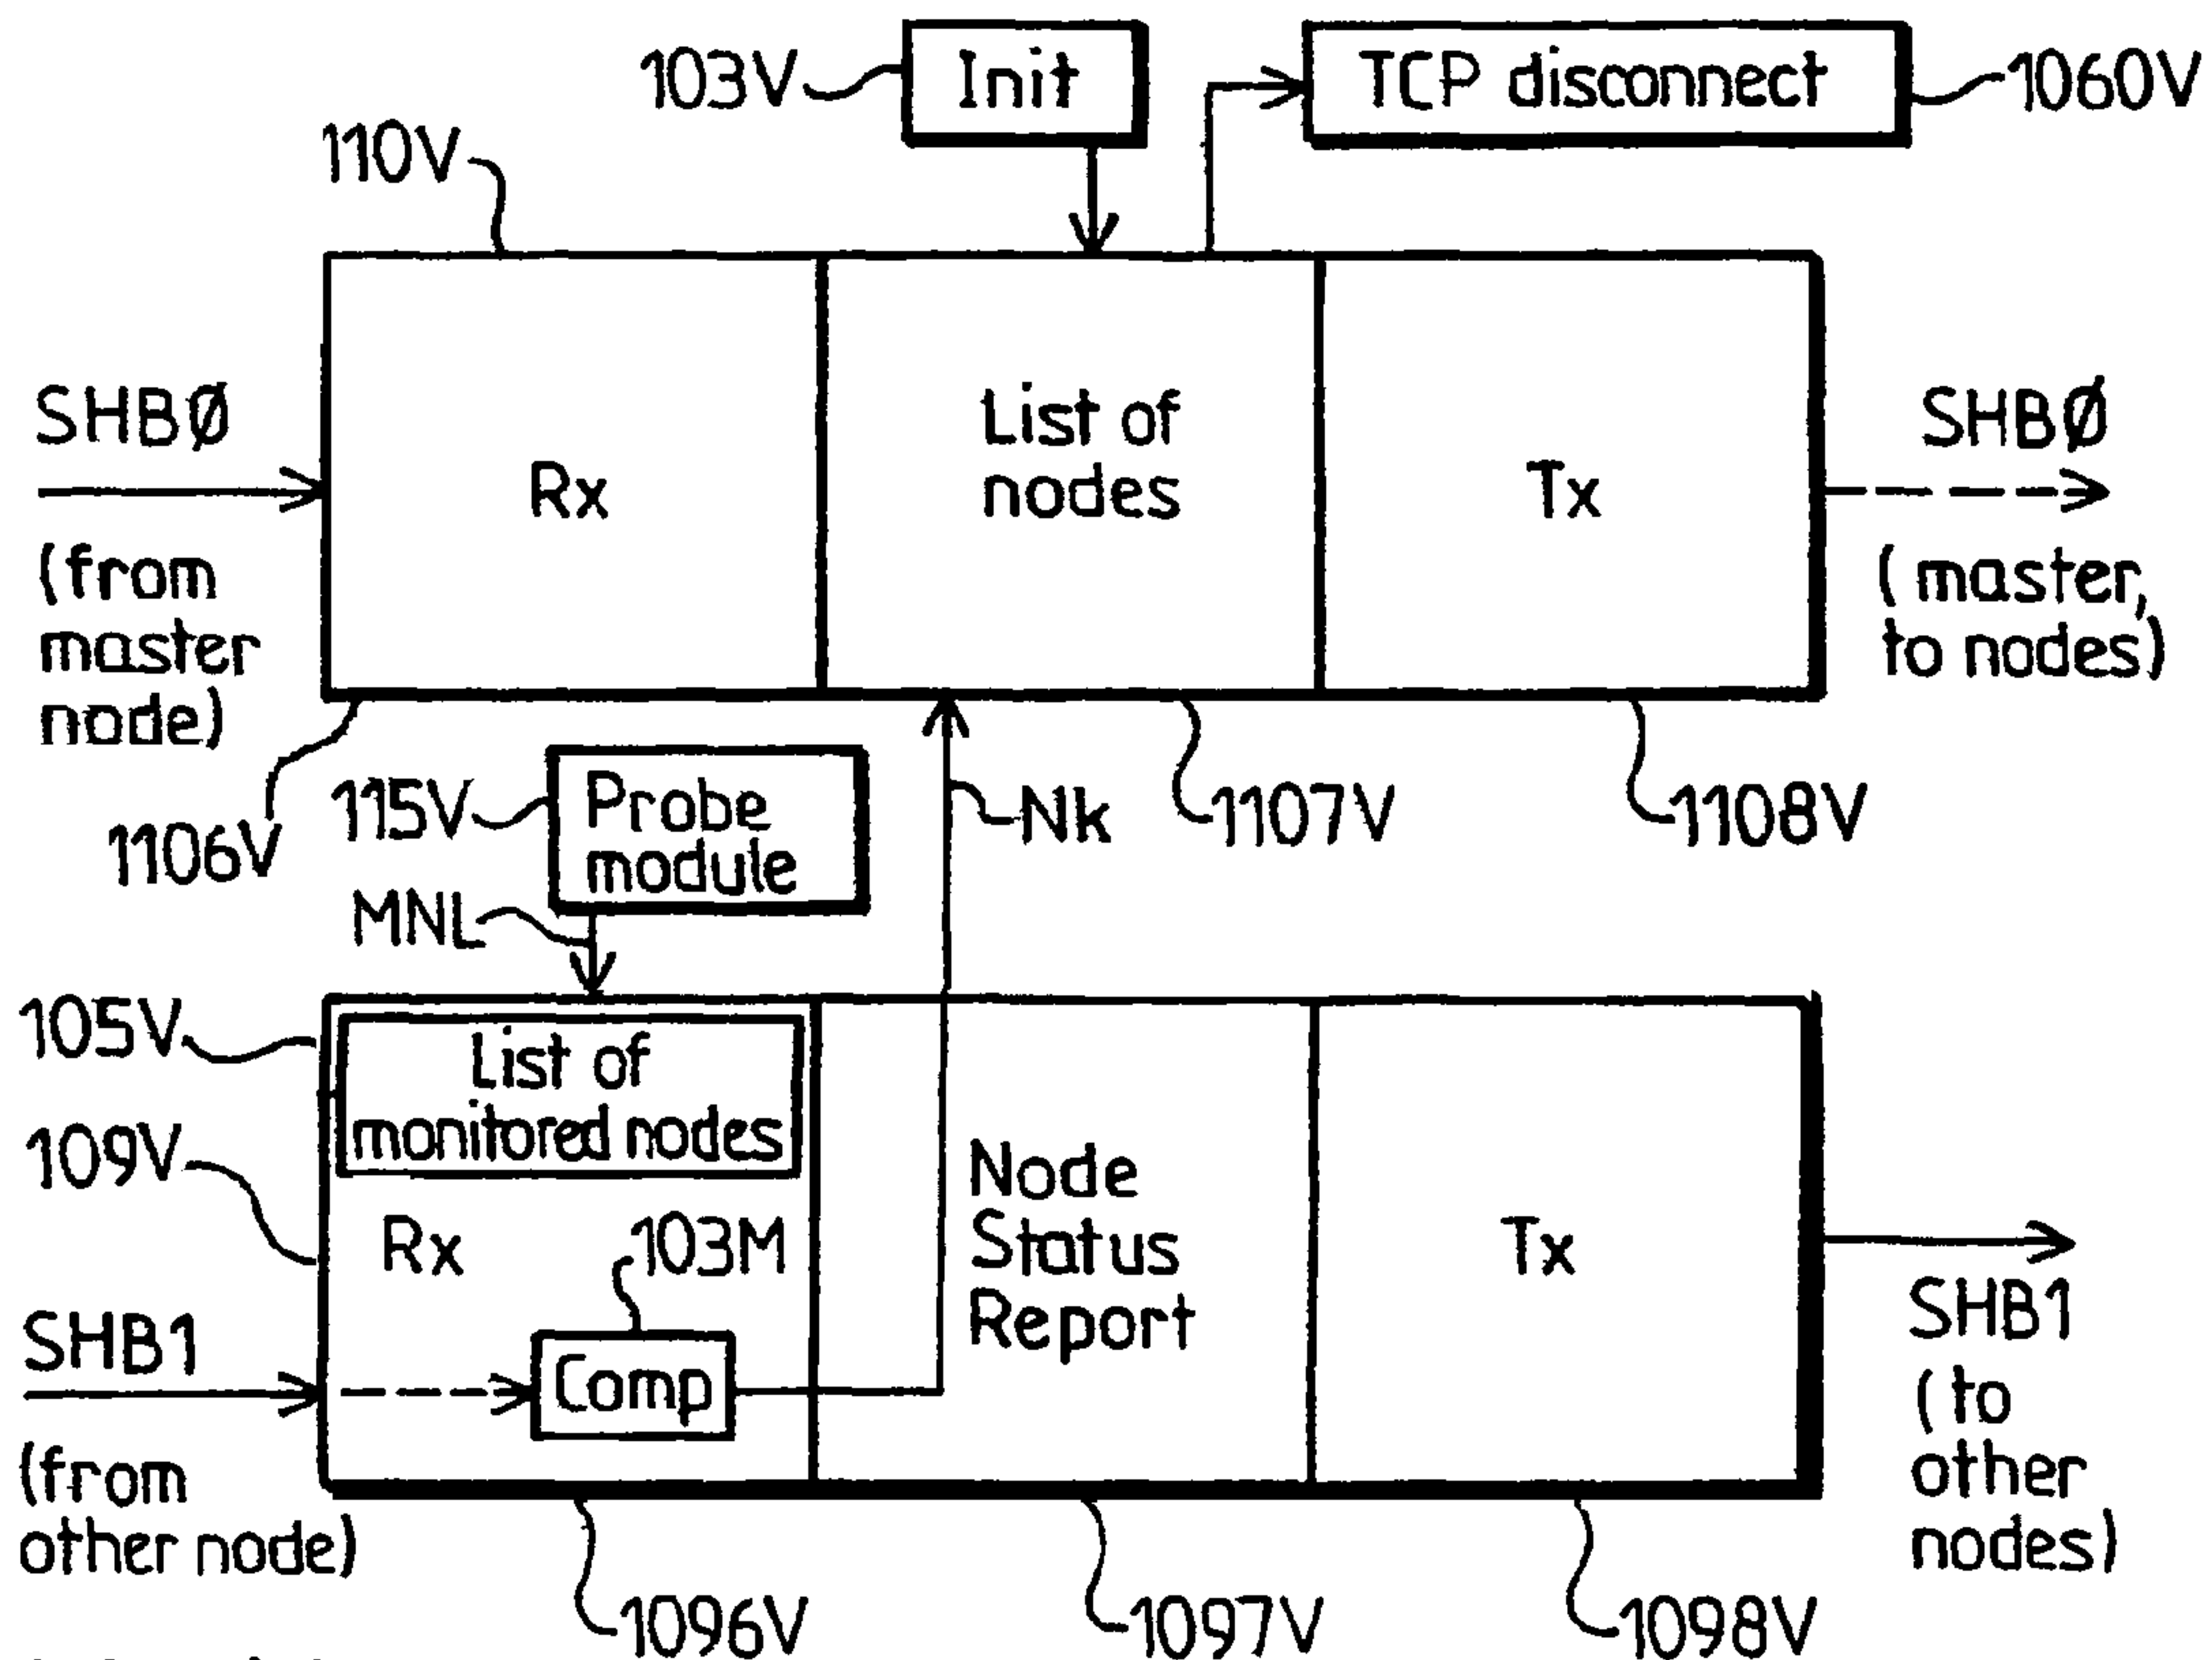 103V
Init
TCP disconnect
1060V
110V
SHBØ
(from
master
node)
Rx
List of
nodes
Tx
SHBØ
( master,
to nodes)
1106V
115V
Probe
module
Nk
1107V
1108V
MNL
105V
List of
monitored nodes
109V
Rx
103M
Comp
Node
Status
Report
Tx
SHB1
(from
other node)
SHB1
( to
other
nodes)
1096V
1097V
1098V